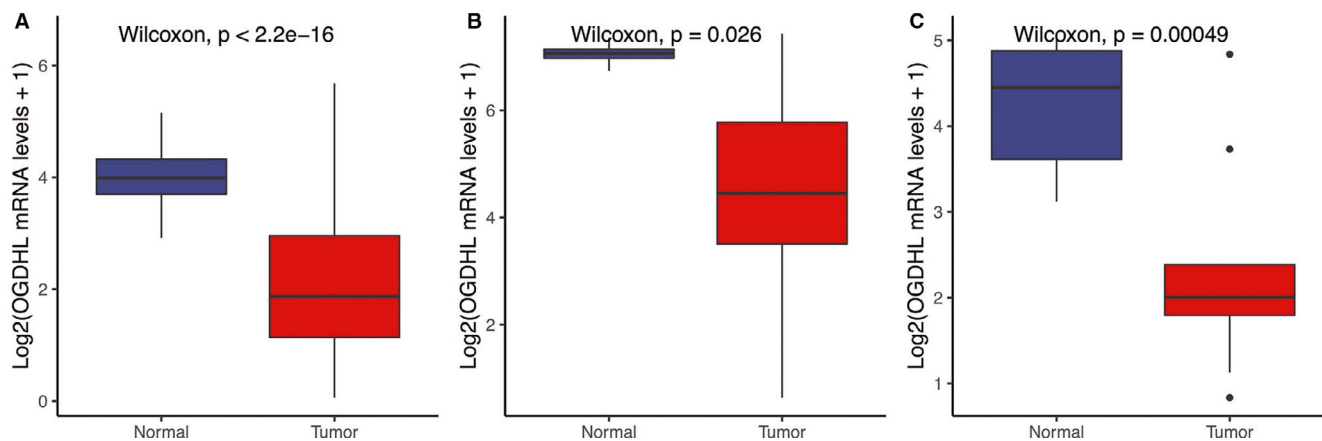 A
Wilcoxon, p < 2.2e−16
Log2(OGDHL mRNA levels + 1)
6
4
2
0
Normal
Tumor
B
Wilcoxon, p = 0.026
Log2(OGDHL mRNA levels + 1)
6
4
2
Normal
Tumor
C
Wilcoxon, p = 0.00049
Log2(OGDHL mRNA levels + 1)
5
4
3
2
1
Normal
Tumor